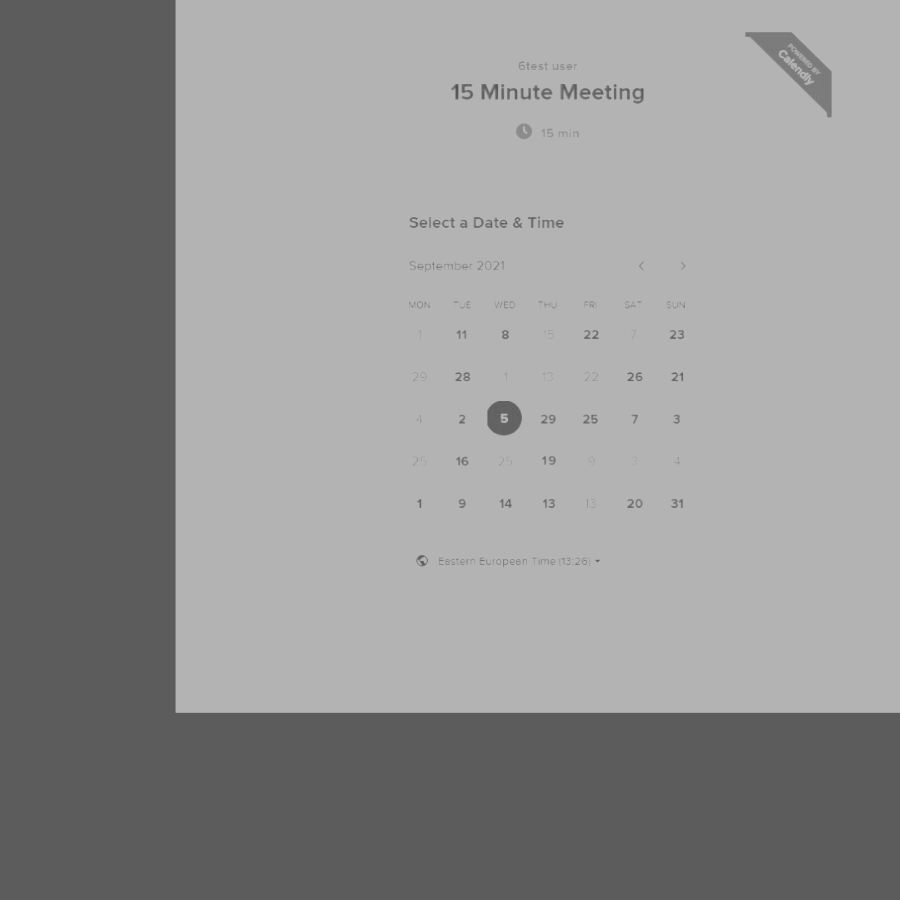 POWERED BY
Calendly
6test user
15 Minute Meeting
15 min
Select a Date & Time
September 2021
MON TUE WED THU FRI SAT SUN
1 11 8 15 22 7 23
29 28 1 13 22 26 21
4 2 5 29 25 7 3
25 16 25 19 9 3 4
1 9 14 13 13 20 31
Eastern European Time (13:26)